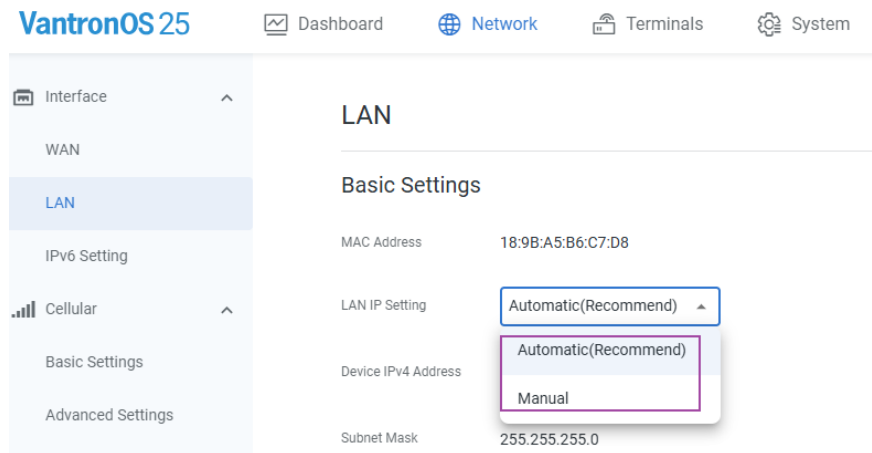 VantronOS 25
Dashboard
Network
Terminals
System
Interface
WAN
LAN
IPv6 Setting
Cellular
Basic Settings
Advanced Settings
LAN
Basic Settings
MAC Address 18:9B:A5:B6:C7:D8
LAN IP Setting Automatic(Recommend)
Automatic(Recommend)
Device IPv4 Address
Manual
Subnet Mask 255.255.255.0